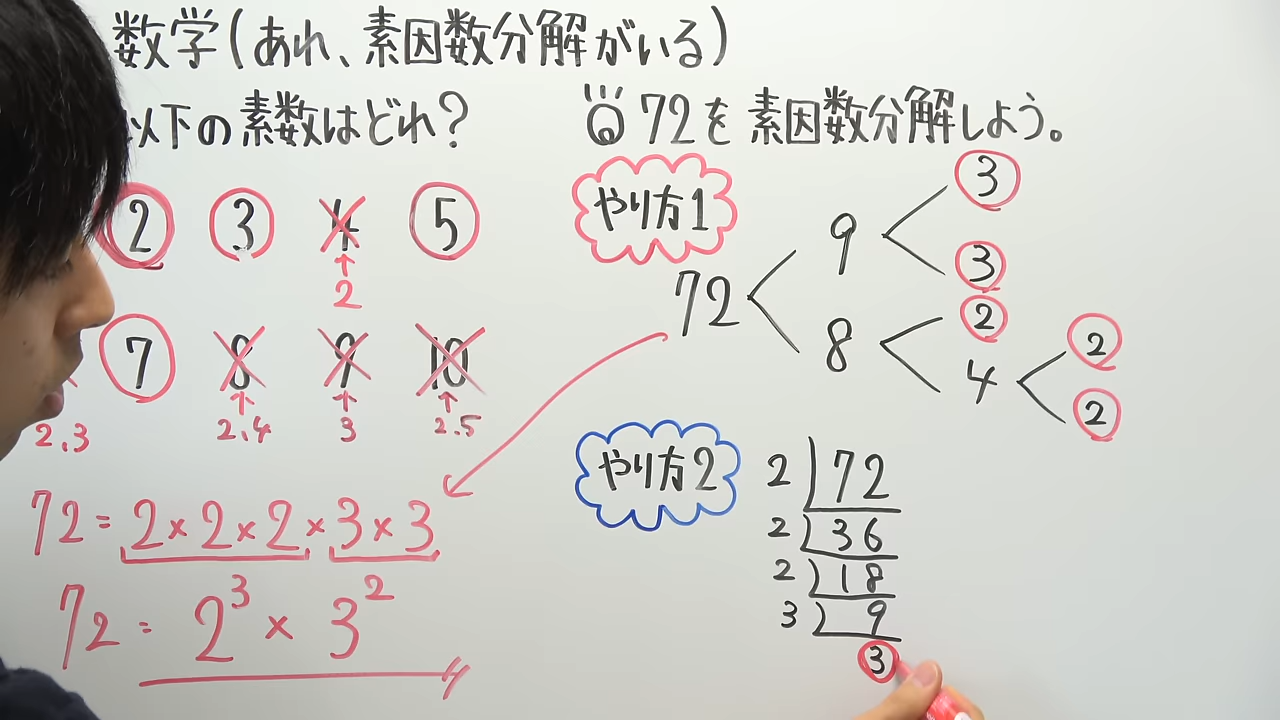 数学(あれ、素因数分解がいる)
以下の素数はどれ?
2 3 4 5
2
7 8 9 10
2.3 2.4 3 2.5
72=2×2×2×3×3
72=2³×3²
Q 72を素因数分解しよう。
やり方1
72
9
8
3
3
2
4
2
2
やり方2
2 72
2 36
2 18
3 9
3